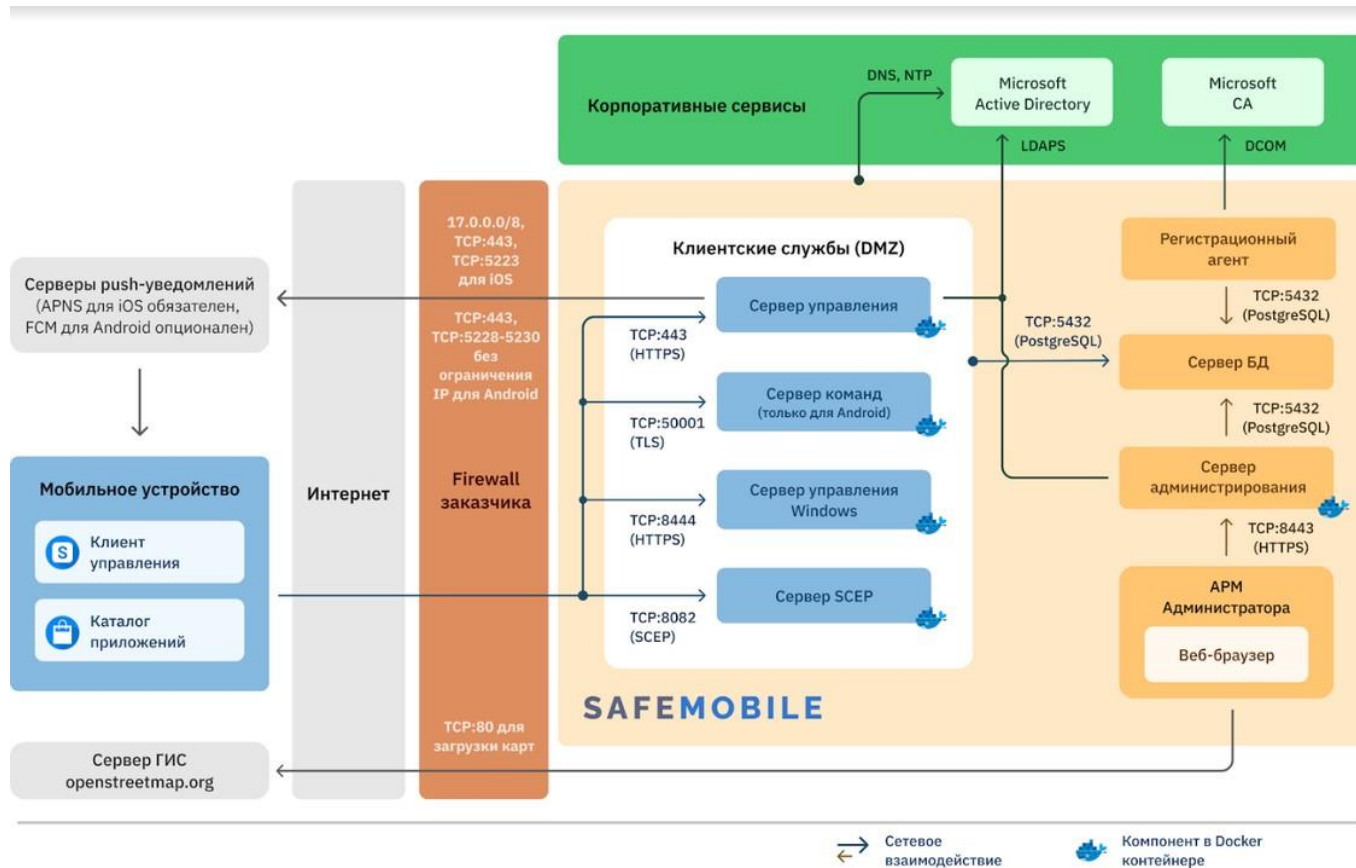 Корпоративные сервисы
DNS, NTP
Microsoft
Active Directory
Microsoft
CA
LDAPS
DCOM
17.0.0.0/8,
TCP:443,
TCP:5223
для iOS
TCP:443,
TCP:5228-5230
без
ограничения
IP для Android
Firewall
заказчика
TCP:80 для
загрузки карт
Интернет
Серверы push-уведомлений
(APNS для iOS обязателен,
FCM для Android опционален)
Мобильное устройство
S
Клиент
управления
Каталог
приложений
Сервер ГИС
openstreetmap.org
Клиентские службы (DMZ)
Сервер управления
TCP:443
(HTTPS)
Сервер команд
(только для Android)
TCP:50001
(TLS)
Сервер управления
Windows
TCP:8444
(HTTPS)
Сервер SCEP
TCP:8082
(SCEP)
SAFEMOBILE
TCP:5432
(PostgreSQL)
Регистрационный
агент
TCP:5432
(PostgreSQL)
Сервер БД
TCP:5432
(PostgreSQL)
Сервер
администрирования
TCP:8443
(HTTPS)
АРМ
Администратора
Веб-браузер
Сетевое
взаимодействие
Компонент в Docker
контейнере